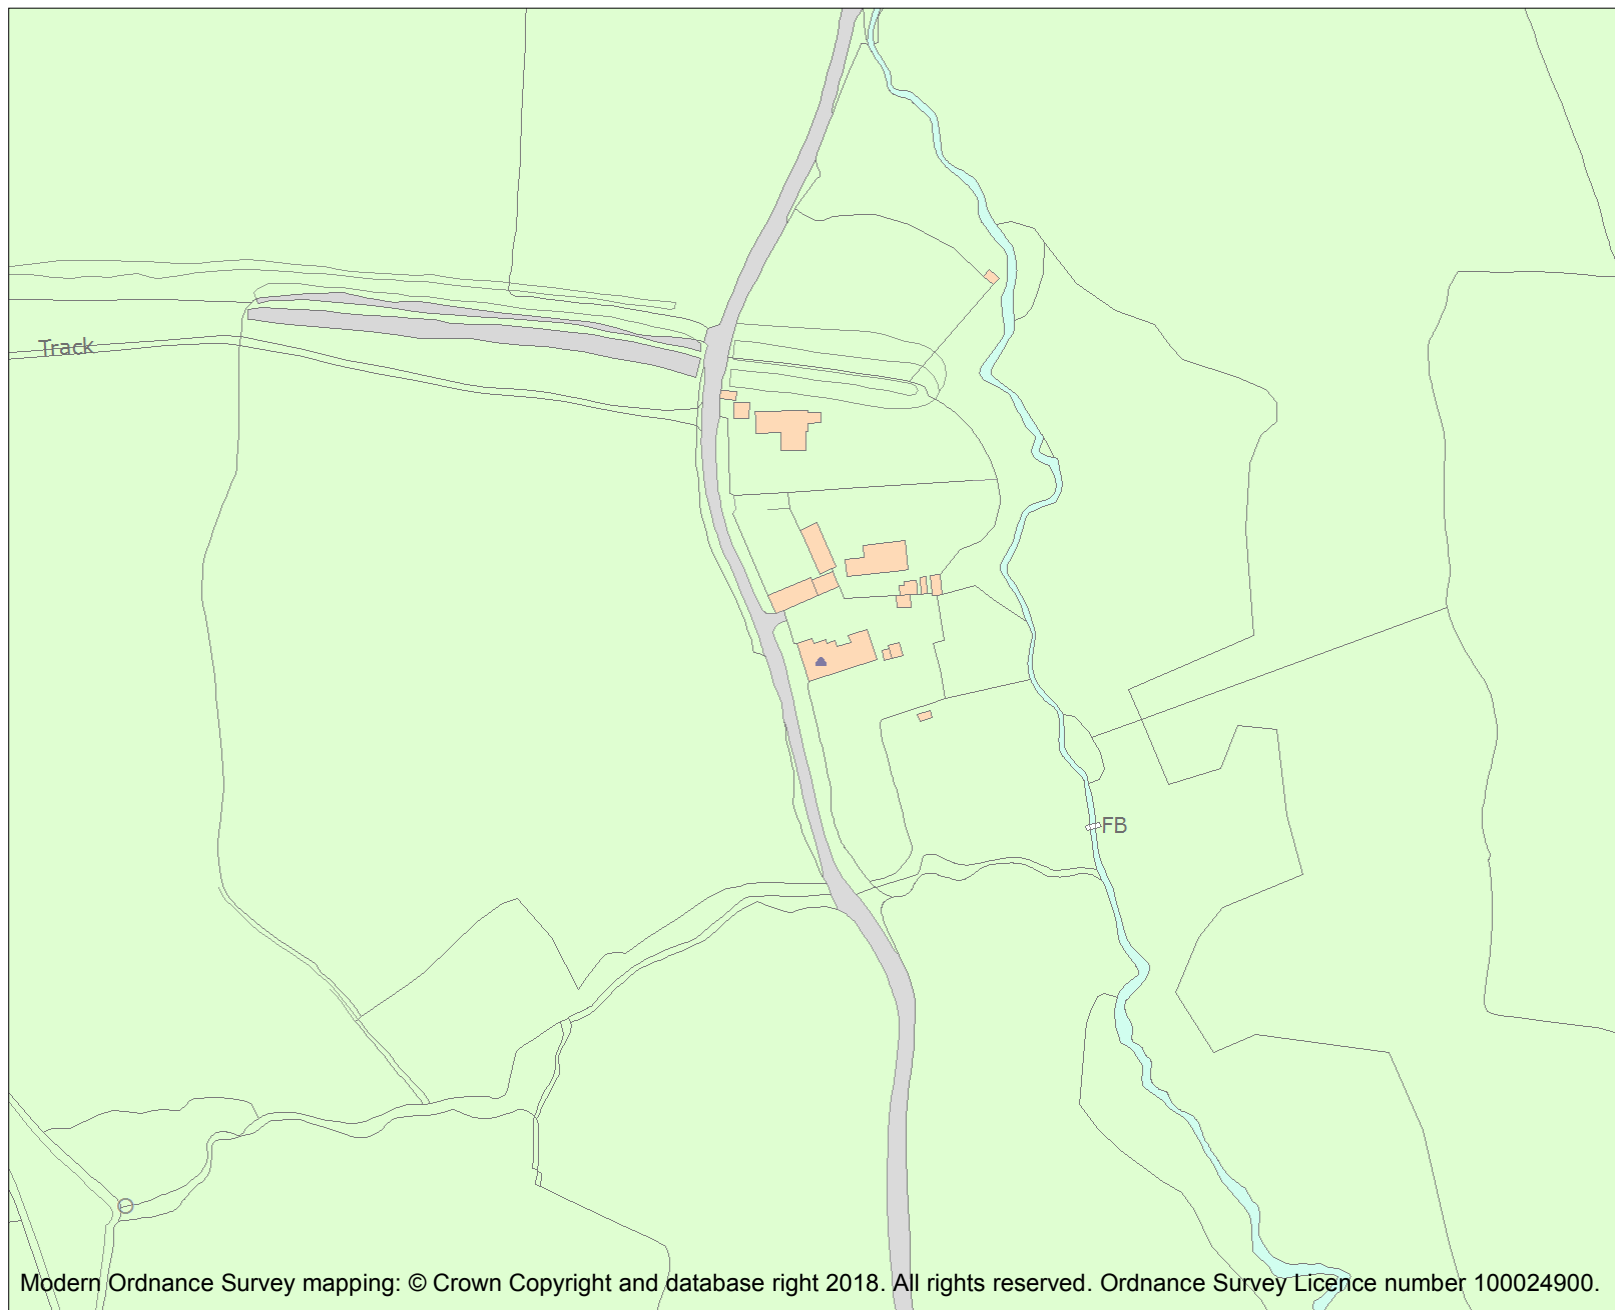 Track
FB
Modern Ordnance Survey mapping: © Crown Copyright and database right 2018. All rights reserved. Ordnance Survey Licence number 100024900.